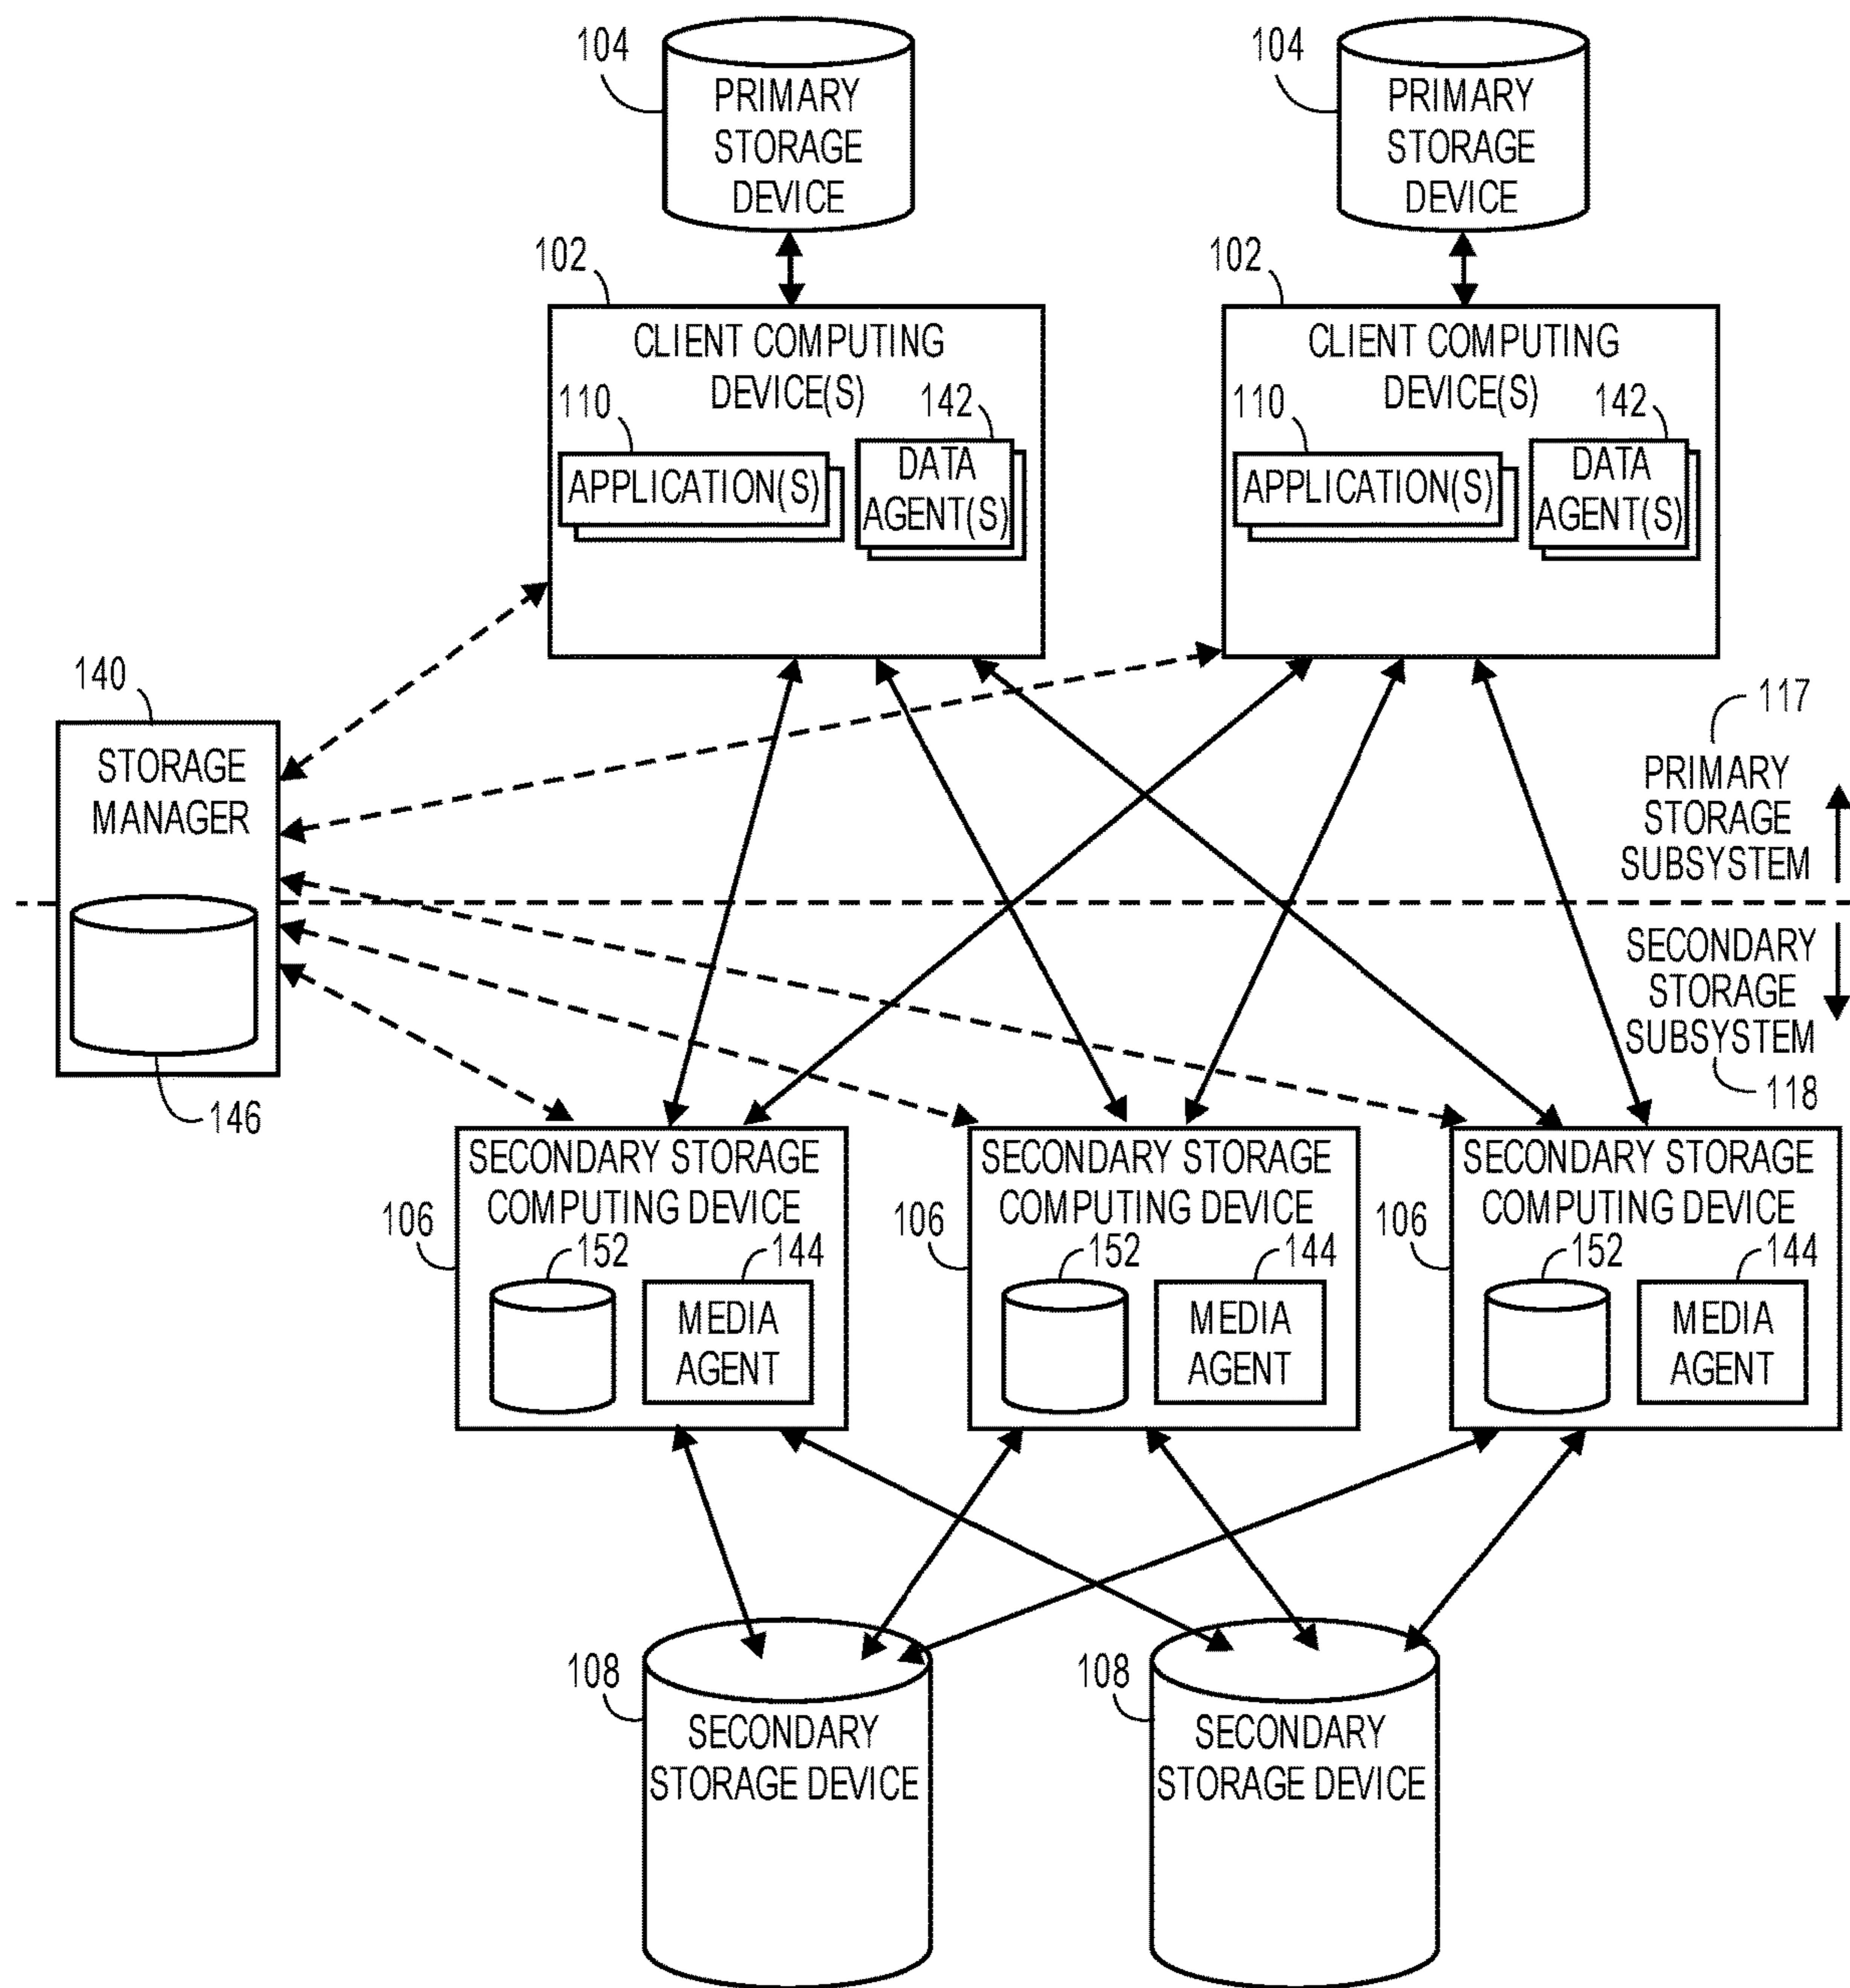 104
PRIMARY
STORAGE
DEVICE
104
PRIMARY
STORAGE
DEVICE
102
CLIENT COMPUTING
DEVICE(S)
110
142
APPLICATION(S)
DATA
AGENT(S)
102
CLIENT COMPUTING
DEVICE(S)
110
142
APPLICATION(S)
DATA
AGENT(S)
140
STORAGE
MANAGER
146
117
PRIMARY
STORAGE
SUBSYSTEM
SECONDARY
STORAGE
SUBSYSTEM
118
SECONDARY STORAGE
COMPUTING DEVICE
106
152
144
MEDIA
AGENT
SECONDARY STORAGE
COMPUTING DEVICE
106
152
144
MEDIA
AGENT
SECONDARY STORAGE
COMPUTING DEVICE
106
152
144
MEDIA
AGENT
108
SECONDARY
STORAGE DEVICE
108
SECONDARY
STORAGE DEVICE